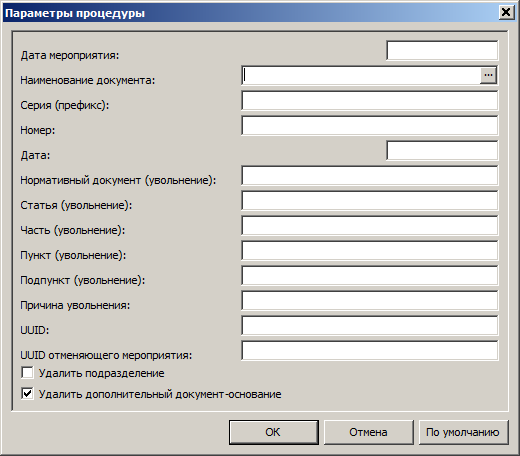 Параметры процедуры
Дата мероприятия:
Наименование документа:
...
Серия (префикс):
Номер:
Дата:
Нормативный документ (увольнение):
Статья (увольнение):
Часть (увольнение):
Пункт (увольнение):
Подпункт (увольнение):
Причина увольнения:
UUID:
UUID отменяющего мероприятия:
Удалить подразделение
Удалить дополнительный документ-основание
ОК Отмена По умолчанию